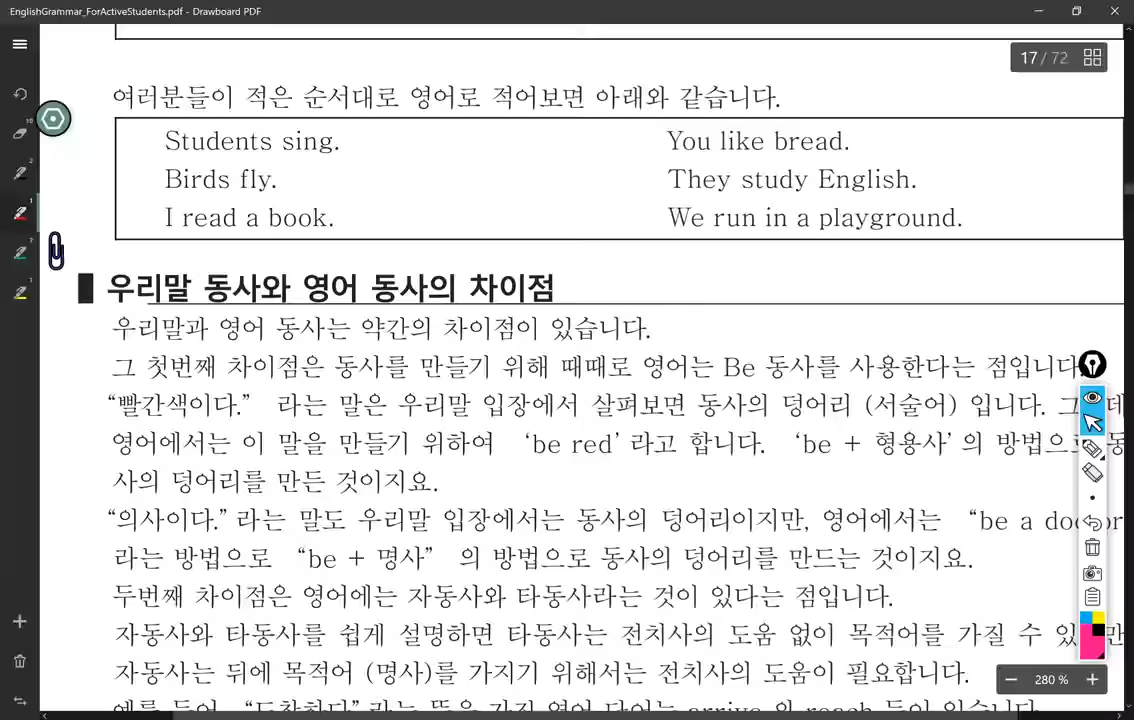 EnglishGrammar_ForActiveStudents.pdf - Drawboard PDF
17 / 72
여러분들이 적은 순서대로 영어로 적어보면 아래와 같습니다.
Students sing. You like bread.
Birds fly. They study English.
I read a book. We run in a playground.
우리말 동사와 영어 동사의 차이점
우리말과 영어 동사는 약간의 차이점이 있습니다.
그 첫번째 차이점은 동사를 만들기 위해 때때로 영어는 Be 동사를 사용한다는 점입니다
“빨간색이다.” 라는 말은 우리말 입장에서 살펴보면 동사의 덩어리 (서술어) 입니다. 데
영어에서는 이 말을 만들기 위하여 ‘be red’라고 합니다. ‘be + 형용사’의 방법으 동
사의 덩어리를 만든 것이지요.
“의사이다.”라는 말도 우리말 입장에서는 동사의 덩어리이지만, 영어에서는 “be a
라는 방법으로 “be + 명사” 의 방법으로 동사의 덩어리를 만드는 것이지요.
두번째 차이점은 영어에는 자동사와 타동사라는 것이 있다는 점입니다.
자동사와 타동사를 쉽게 설명하면 타동사는 전치사의 도움 없이 목적어를 가질 수 만
자동사는 뒤에 목적어 (명사)를 가지기 위해서는 전치사의 도움이 필요합니다.
280 %